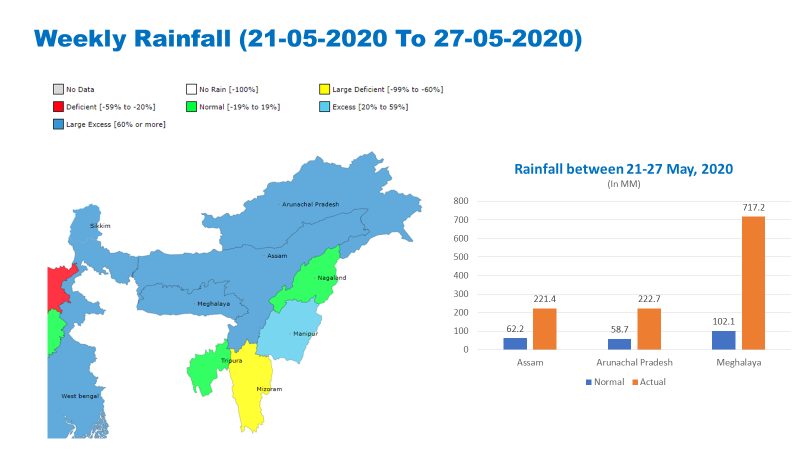 Weekly Rainfall (21-05-2020 To 27-05-2020)
No Data
No Rain [-100%]
Large Deficient [-99% to -60%]
Deficient [-59% to -20%]
Normal [-19% to 19%]
Excess [20% to 59%]
Large Excess [60% or more]
Arunachal Pradesh
Sikkim
Assam
Nagaland
Meghalaya
Manipur
Tripura
Mizoram
West bengal
Rainfall between 21-27 May, 2020
(In MM)
800
700
600
500
400
300
200
100
0
62.2
221.4
58.7
222.7
102.1
717.2
Assam
Arunachal Pradesh
Meghalaya
Normal
Actual